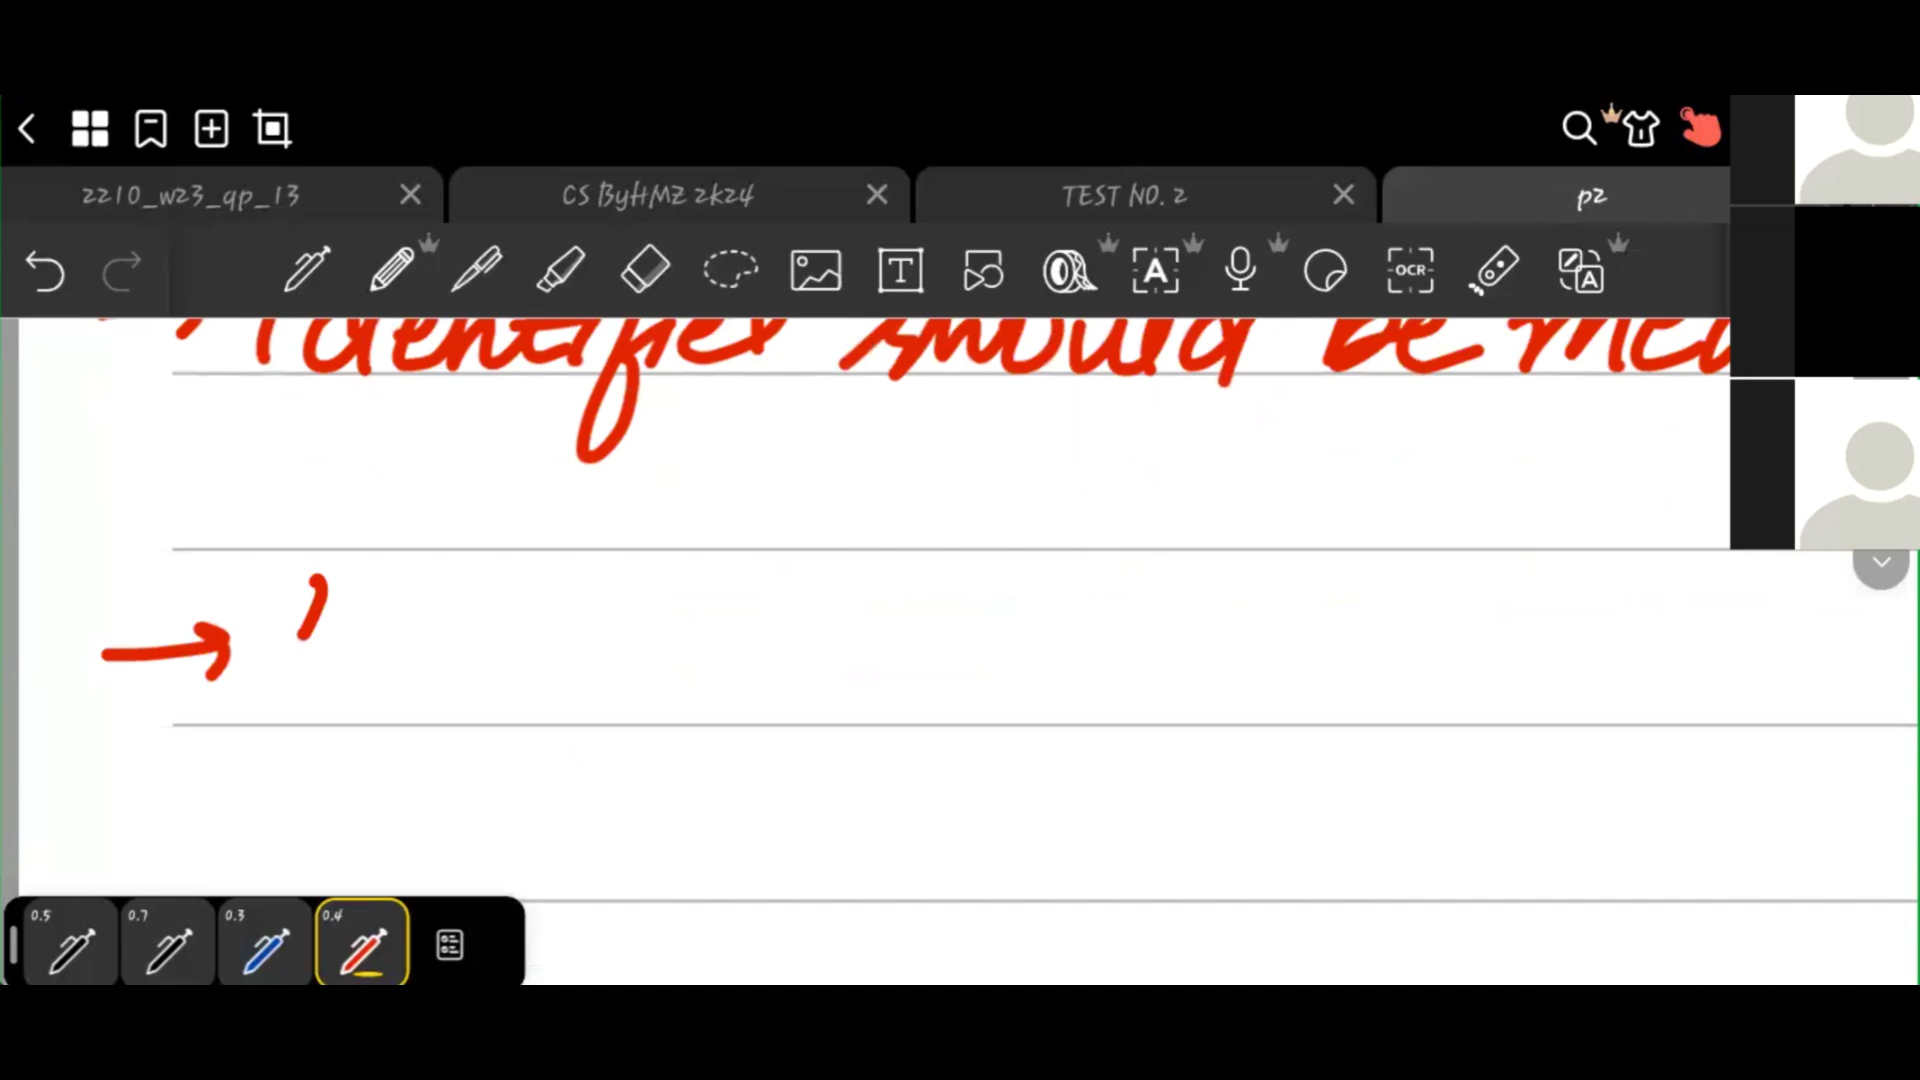 2210_w23_qp_13
CS ByHMZ 2k24
TEST NO. 2
p2
T
A
OCR
A
Identifier should be
→
0.5
0.7
0.3
0.4